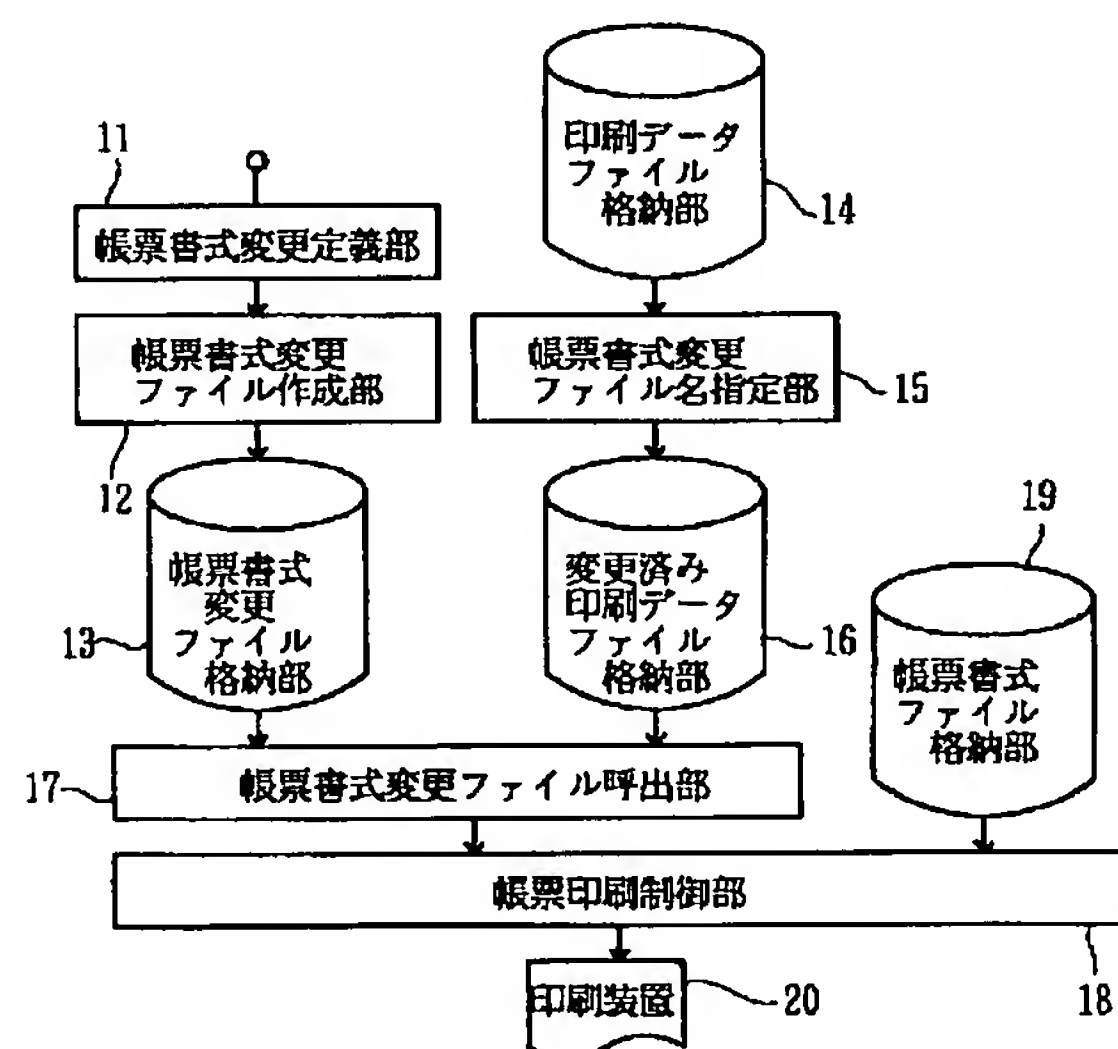 11
帳票書式変更定義部
帳票書式変更
ファイル作成部
12
帳票書式
変更
ファイル
格納部
13
印刷データ
ファイル
格納部
14
帳票書式変更
ファイル名指定部
15
変更済み
印刷データ
ファイル
格納部
16
19
帳票書式
ファイル
格納部
17
帳票書式変更ファイル呼出部
帳票印刷制御部
18
印刷装置
20